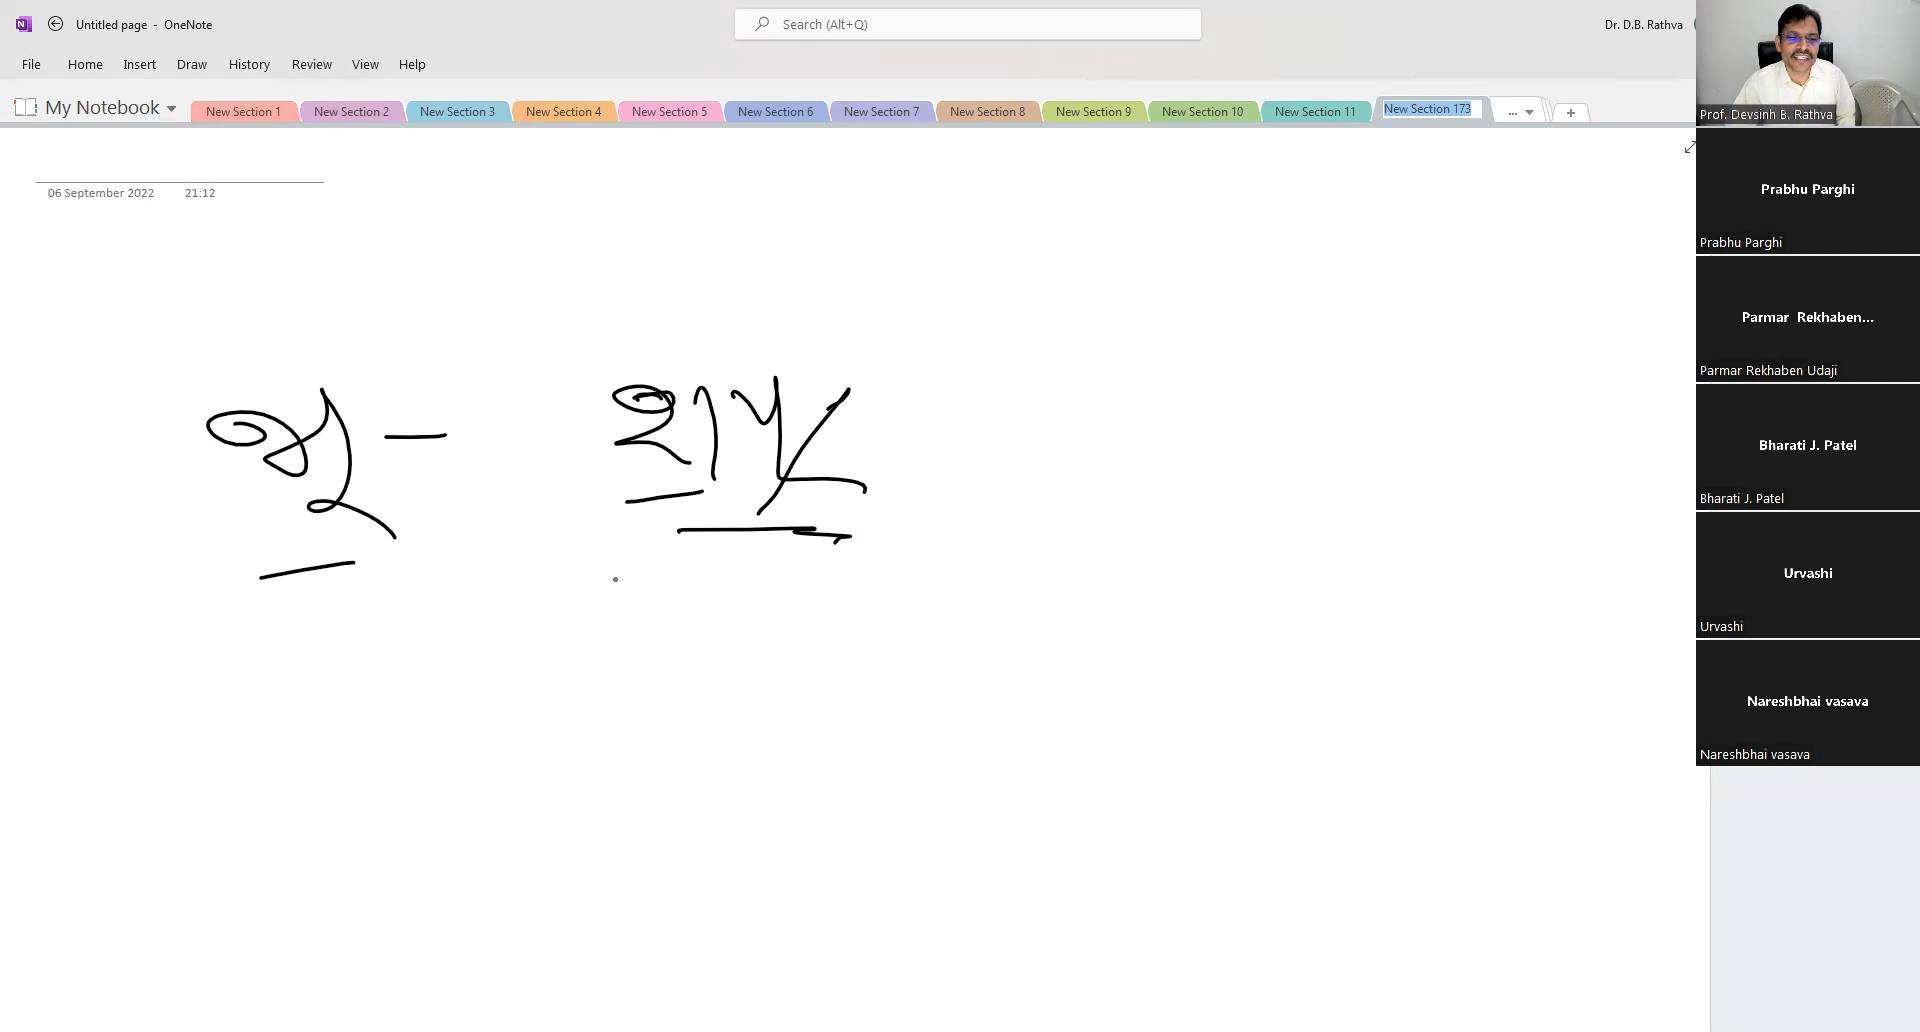 Untitled page - OneNote
Search (Alt+Q)
Dr. D.B. Rathva
File Home Insert Draw History Review View Help
My Notebook
New Section 1 New Section 2 New Section 3 New Section 4 New Section 5 New Section 6 New Section 7 New Section 8 New Section 9 New Section 10 New Section 11 New Section 173 ...
06 September 2022 21:12
Prof. Devsinh B. Rathva
Prabhu Parghi
Prabhu Parghi
Parmar Rekhaben...
Parmar Rekhaben Udaji
Bharati J. Patel
Bharati J. Patel
Urvashi
Urvashi
Nareshbhai vasava
Nareshbhai vasava